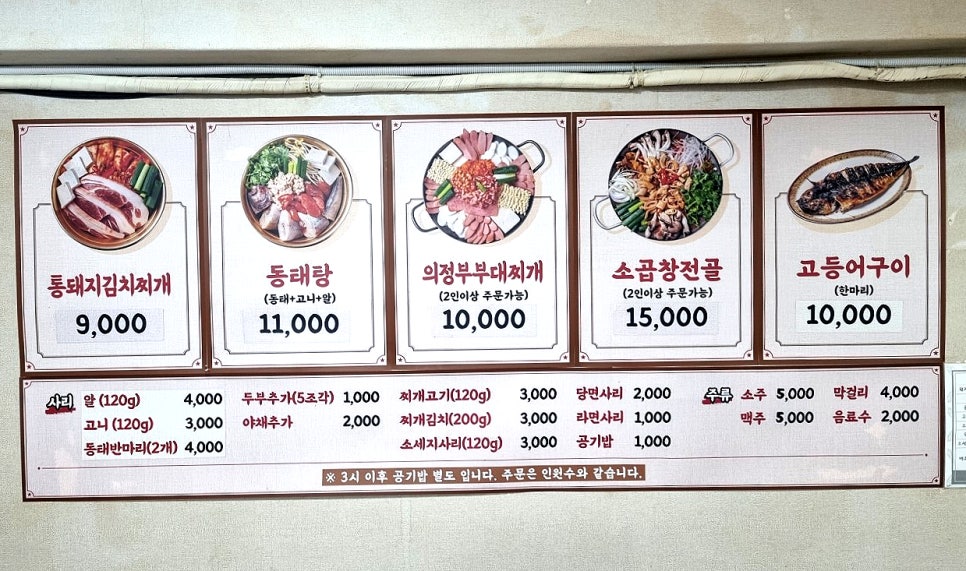 통돼지김치찌개
9,000
동태탕
(동태+고니+알)
11,000
의정부부대찌개
(2인이상 주문가능)
10,000
소곱창전골
(2인이상 주문가능)
15,000
고등어구이
(한마리)
10,000
사리
알 (120g) 4,000
고니 (120g) 3,000
동태반마리(2개) 4,000
두부추가(5조각) 1,000
야채추가 2,000
찌개고기(120g) 3,000
찌개김치(200g) 3,000
소세지사리(120g) 3,000
당면사리 2,000
라면사리 1,000
공기밥 1,000
주류
소주 5,000
맥주 5,000
막걸리 4,000
음료수 2,000
※ 3시 이후 공기밥 별도 입니다. 주문은 인원수와 같습니다.